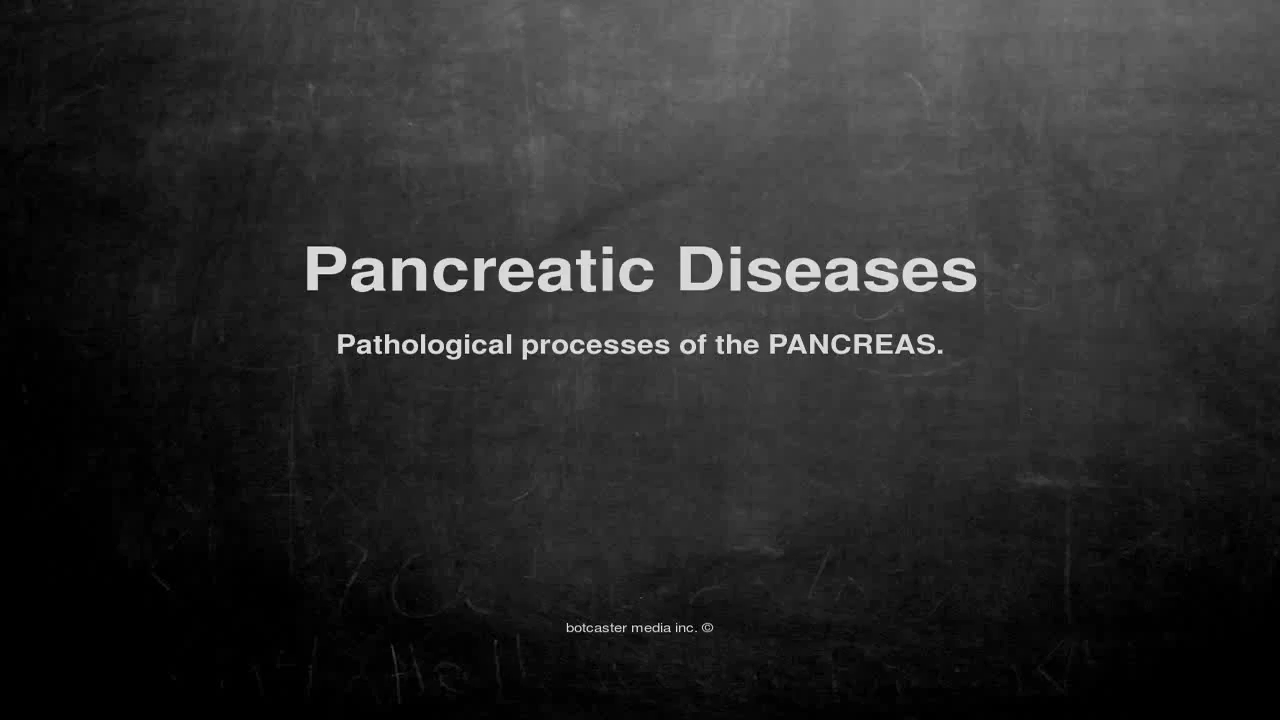 Pancreatic Diseases
Pathological processes of the PANCREAS.
botcaster media inc. ©